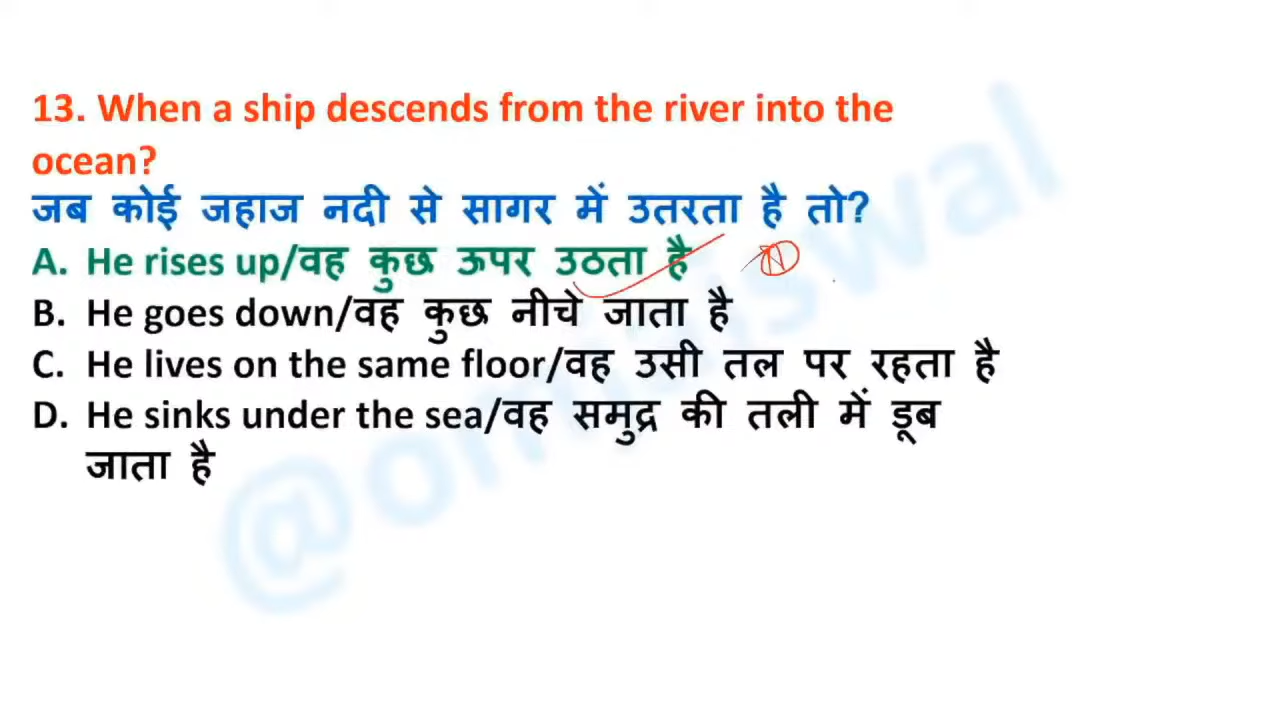 13. When a ship descends from the river into the
ocean?
जब कोई जहाज नदी से सागर में उतरता है तो?
A. He rises up/वह कुछ ऊपर उठता है
B. He goes down/वह कुछ नीचे जाता है
C. He lives on the same floor/वह उसी तल पर रहता है
D. He sinks under the sea/वह समुद्र की तली में डूब
जाता है